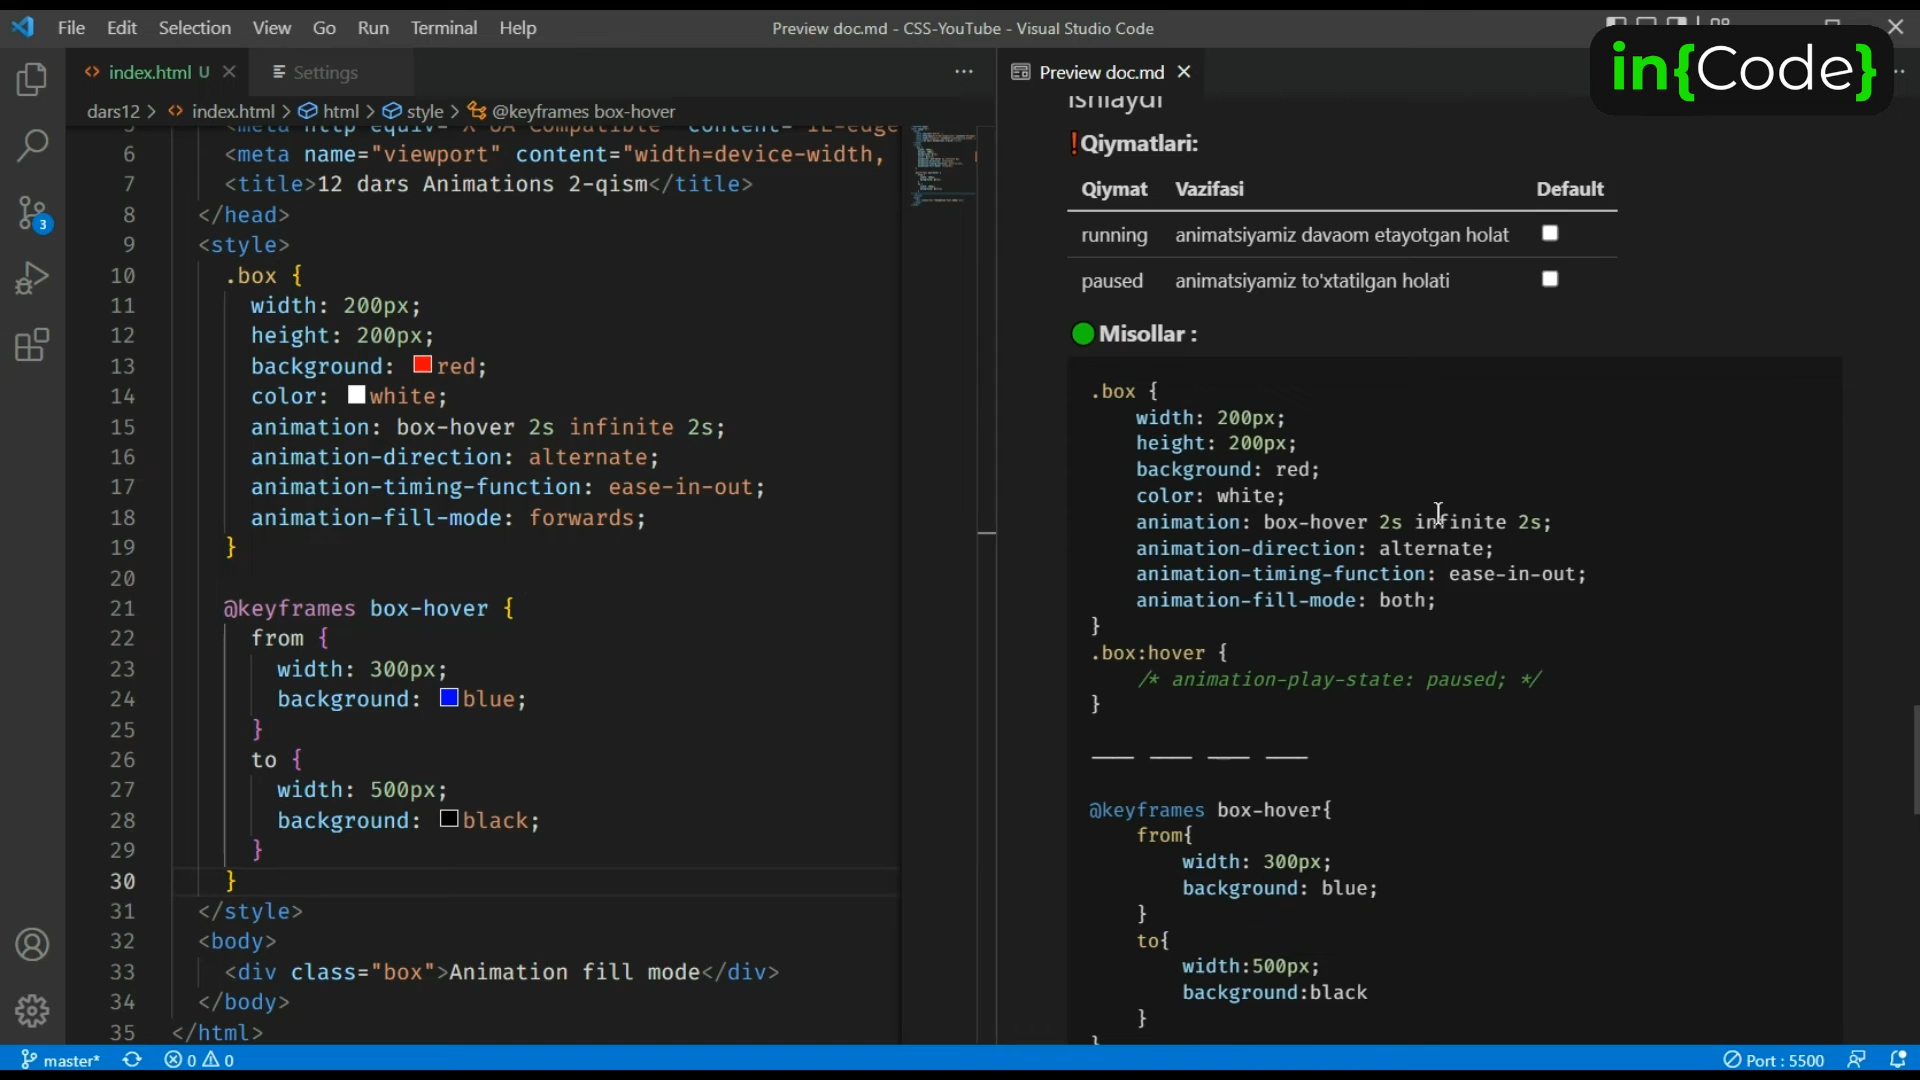 File Edit Selection View Go Run Terminal Help
Preview doc.md - CSS-YouTube - Visual Studio Code
in{Code}
index.html U
Settings
dars12 > index.html > html > style > @keyframes box-hover
6 <meta name="viewport" content="width=device-width,
7 <title>12 dars Animations 2-qism</title>
8 </head>
9 <style>
10 .box {
11 width: 200px;
12 height: 200px;
13 background: red;
14 color: white;
15 animation: box-hover 2s infinite 2s;
16 animation-direction: alternate;
17 animation-timing-function: ease-in-out;
18 animation-fill-mode: forwards;
19 }
20
21 @keyframes box-hover {
22 from {
23 width: 300px;
24 background: blue;
25 }
26 to {
27 width: 500px;
28 background: black;
29 }
30 }
31 </style>
32 <body>
33 <div class="box">Animation fill mode</div>
34 </body>
35 </html>
3
Preview doc.md
ishlaydi
❗Qiymatlari:
Qiymat Vazifasi Default
running animatsiyamiz davaom etayotgan holat
paused animatsiyamiz to'xtatilgan holati
Misollar :
.box {
width: 200px;
height: 200px;
background: red;
color: white;
animation: box-hover 2s infinite 2s;
animation-direction: alternate;
animation-timing-function: ease-in-out;
animation-fill-mode: both;
}
.box:hover {
/* animation-play-state: paused; */
}
____ ____ ____ ____
@keyframes box-hover{
from{
width: 300px;
background: blue;
}
to{
width:500px;
background:black
}
}
master* 0 0
Port : 5500